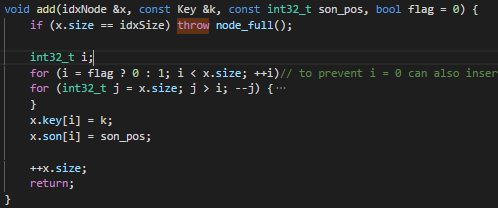 void add(idxNode &x, const Key &k, const int32_t son_pos, bool flag = 0) {
    if (x.size == idxSize) throw node_full();
    int32_t i;
    for (i = flag ? 0 : 1; i < x.size; ++i)// to prevent i = 0 can also inser
    for (int32_t j = x.size; j > i; --j) {···
    }
    x.key[i] = k;
    x.son[i] = son_pos;
    ++x.size;
    return;
}